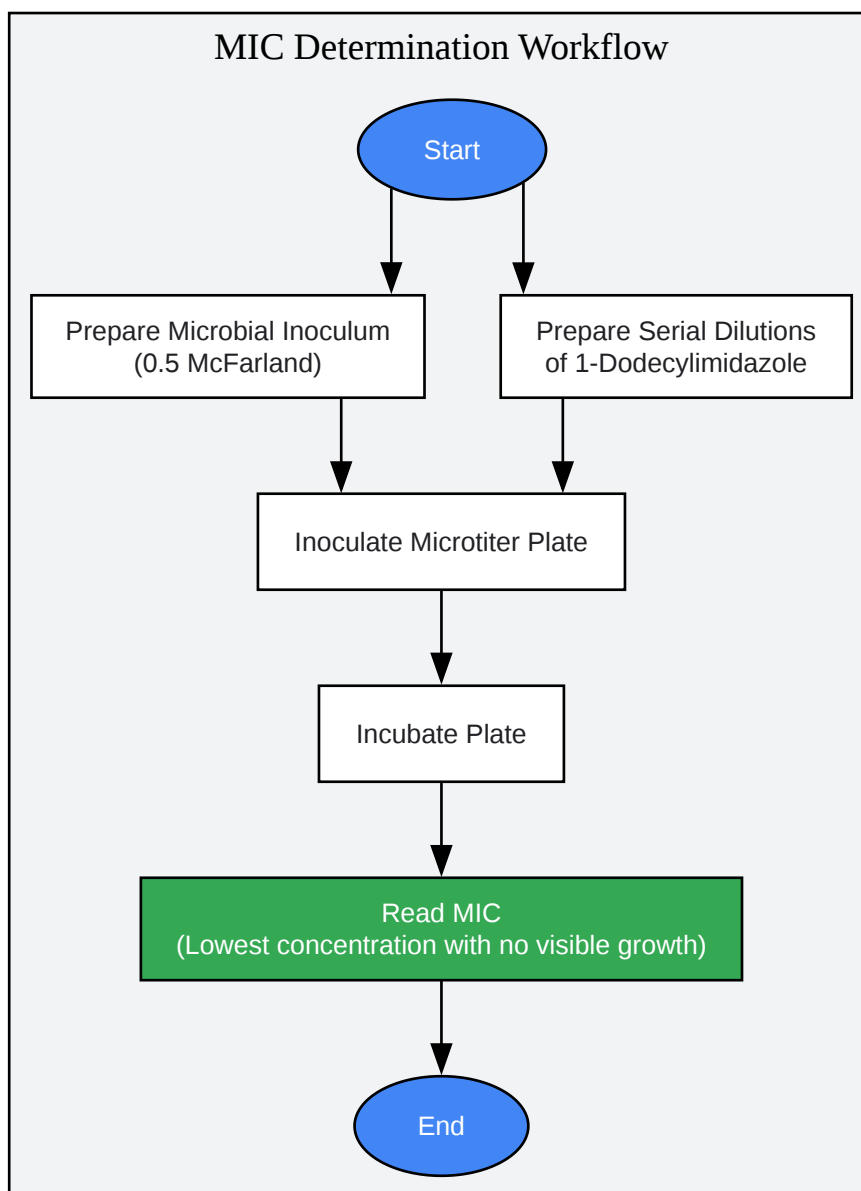 MIC Determination Workflow
Start
Prepare Microbial Inoculum
(0.5 McFarland)
Prepare Serial Dilutions
of 1-Dodecylimidazole
Inoculate Microtiter Plate
Incubate Plate
Read MIC
(Lowest concentration with no visible growth)
End